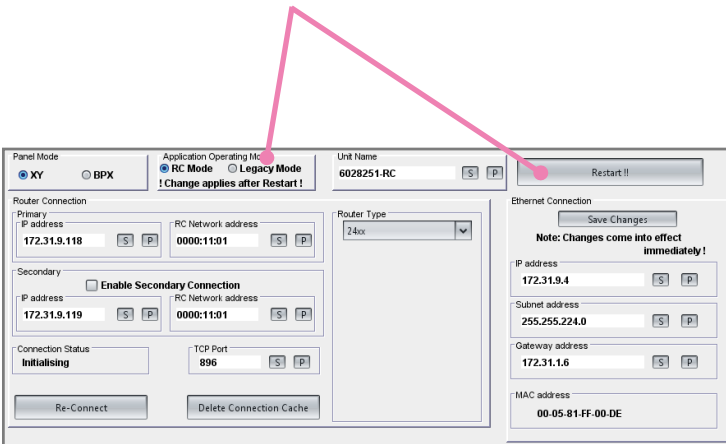 Panel Mode
XY
BPX
Application Operating Mo
RC Mode
Legacy Mode
! Change applies after Restart !
Unit Name
6028251-RC
S
P
Restart !!
Router Connection
Primary
IP address
172.31.9.118
S
P
RC Network address
0000:11:01
S
P
Secondary
Enable Secondary Connection
IP address
172.31.9.119
S
P
RC Network address
0000:11:01
S
P
Connection Status
Initialising
TCP Port
896
S
P
Re-Connect
Delete Connection Cache
Router Type
24xx
Ethernet Connection
Save Changes
Note: Changes come into effect
immediately !
IP address
172.31.9.4
S
P
Subnet address
255.255.224.0
S
P
Gateway address
172.31.1.6
S
P
MAC address
00-05-81-FF-00-DE